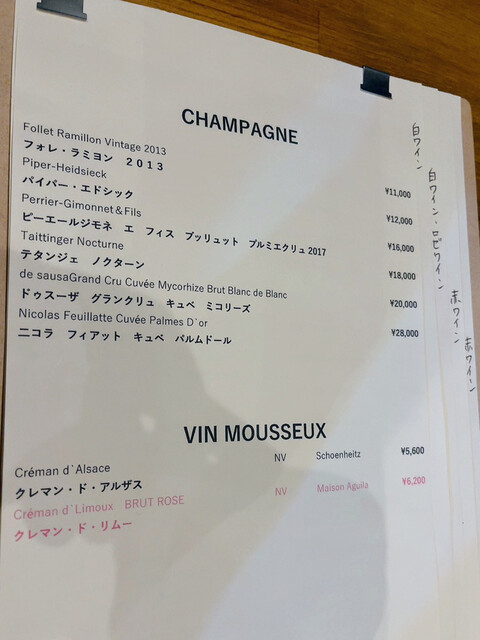 CHAMPAGNE
Follet Ramillon Vintage 2013
フォレ・ラミヨン 2013 ¥11,000
Piper-Heidsieck
パイパー・エドシック ¥12,000
Perrier-Gimonnet&Fils
ピーエールジモネ エ フィス ブッリュット プルミエクリュ2017 ¥16,000
Taittinger Nocturne
テタンジェ ノクターン ¥18,000
de sausaGrand Cru Cuvée Mycorhize Brut Blanc de Blanc
ドゥスーザ グランクリュ キュベ ミコリーズ ¥20,000
Nicolas Feuillatte Cuvée Palmes D`or
二コラ フィアット キュベ パルムドール ¥28,000
VIN MOUSSEUX
Créman d`Alsace NV Schoenheitz ¥5,600
クレマン・ド・アルザス
Créman d`Limoux BRUT ROSE NV Maison Aguila ¥6,200
クレマン・ド・リムー
白ワイン
白ワイン・ロゼワイン
赤ワイン
赤ワイン